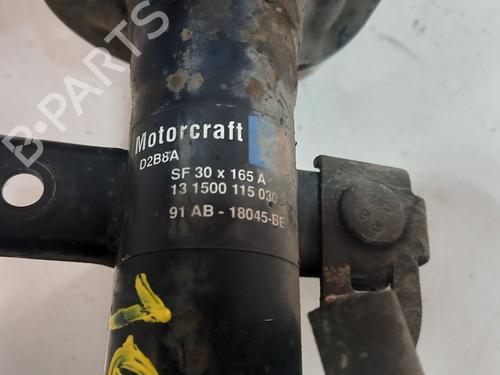 B-PARTS
Motorcraft
D2B8A
SF 30 x 165 A
13 1500 115 030
91 AB - 18045-BE